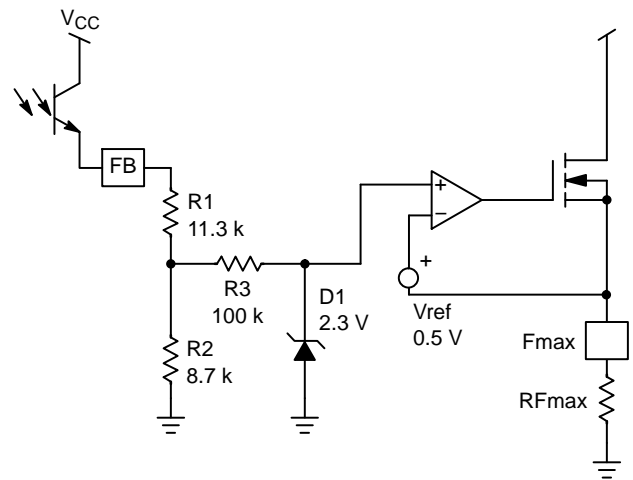 VCC
FB
R1
11.3 k
R3
100 k
D1
2.3 V
R2
8.7 k
+
−
+
Vref
0.5 V
Fmax
RFmax